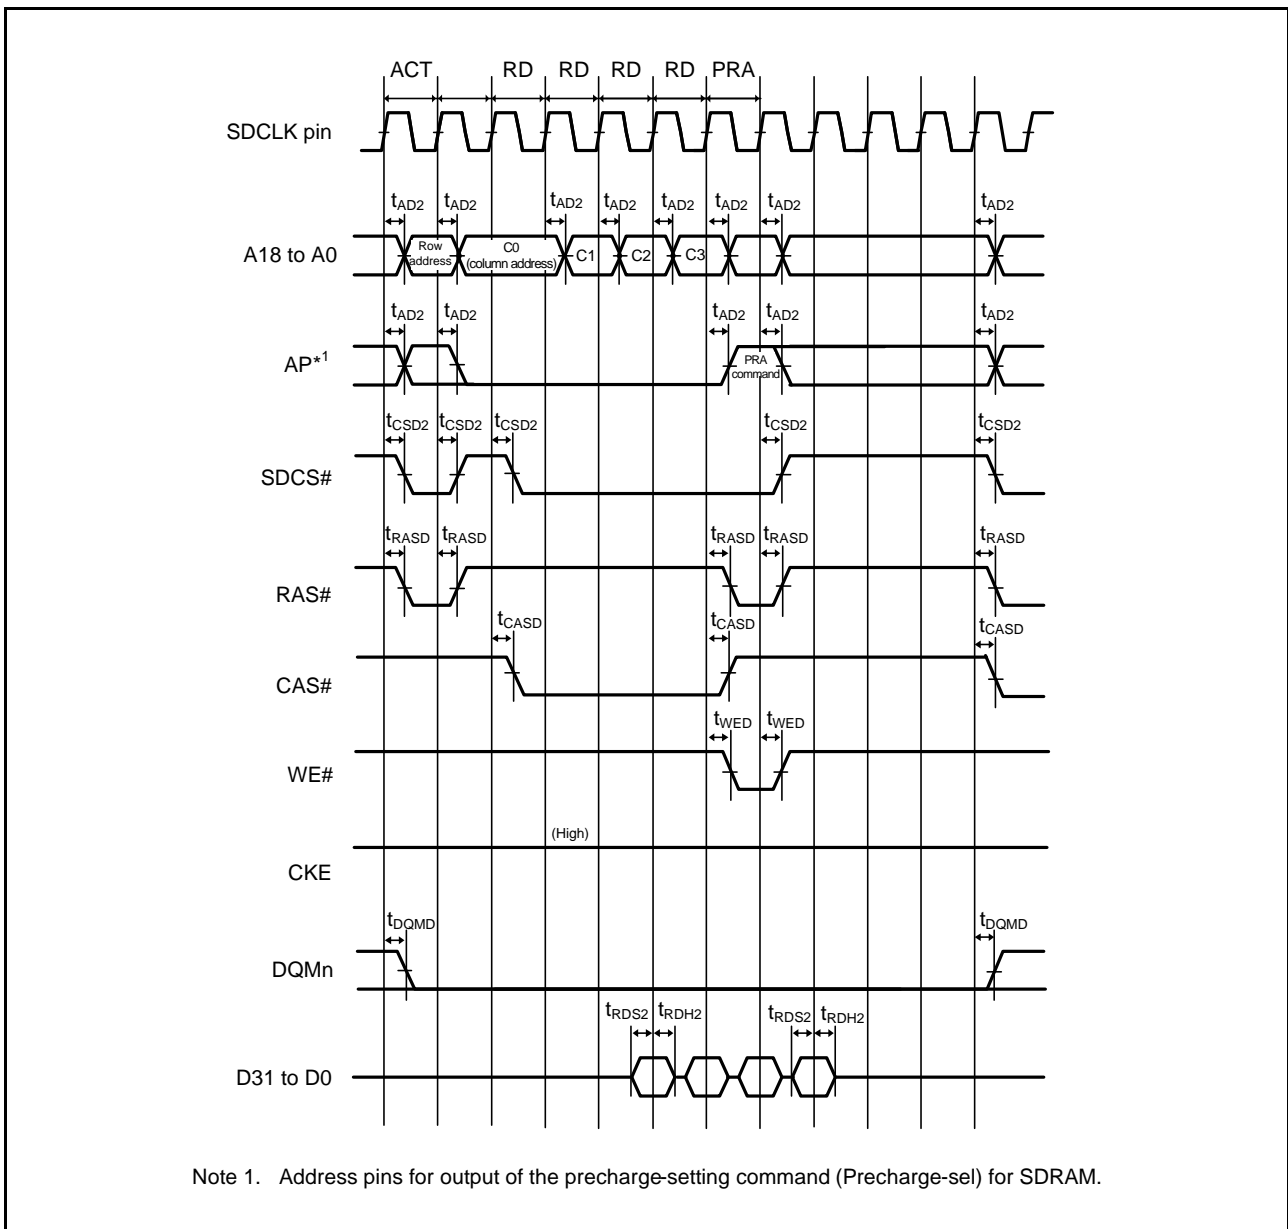 ACT RD RD RD RD PRA
SDCLK pin
tAD2 tAD2 tAD2 tAD2 tAD2 tAD2 tAD2 tAD2
A18 to A0
Row address
C0 (column address)
C1
C2
C3
tAD2 tAD2 tAD2 tAD2 tAD2
AP*1
PRA command
tCSD2 tCSD2 tCSD2 tCSD2 tCSD2
SDCS#
tRASD tRASD tRASD tRASD tRASD
RAS#
tCASD tCASD tCASD
CAS#
tWED tWED
WE#
(High)
CKE
tDQMD tDQMD
DQMn
tRDS2 tRDH2 tRDS2 tRDH2
D31 to D0
Note 1. Address pins for output of the precharge-setting command (Precharge-sel) for SDRAM.